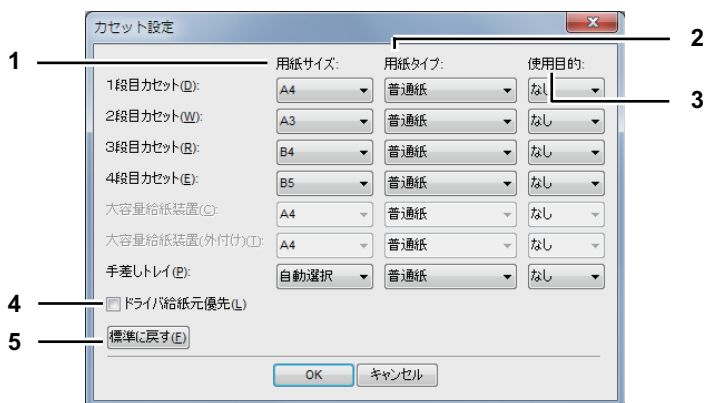 カセット設定
1 用紙サイズ: 2 用紙タイプ: 使用目的: 3
1段目カセット(D): A4 普通紙 なし
2段目カセット(W): A3 普通紙 なし
3段目カセット(R): B4 普通紙 なし
4段目カセット(E): B5 普通紙 なし
大容量給紙装置(C): A4 普通紙 なし
大容量給紙装置(外付け)(T): A4 普通紙 なし
手差しトレイ(P): 自動選択 普通紙 なし
4 ドライバ給紙元優先(L)
5 標準に戻す(F)
OK キャンセル